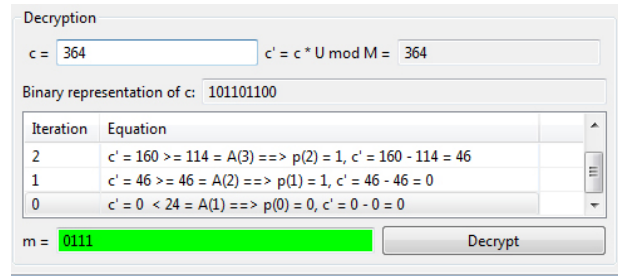 Decryption
c = 364 c' = c * U mod M = 364
Binary representation of c: 101101100
Iteration Equation
2 c' = 160 >= 114 = A(3) ==> p(2) = 1, c' = 160 - 114 = 46
1 c' = 46 >= 46 = A(2) ==> p(1) = 1, c' = 46 - 46 = 0
0 c' = 0 < 24 = A(1) ==> p(0) = 0, c' = 0 - 0 = 0
m = 0111 Decrypt